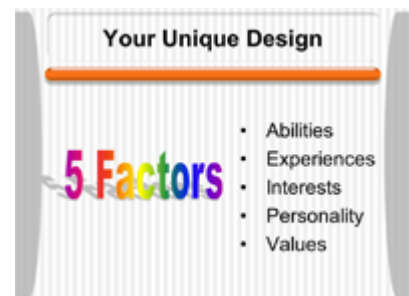 Your Unique Design
5 Factors
• Abilities
• Experiences
• Interests
• Personality
• Values